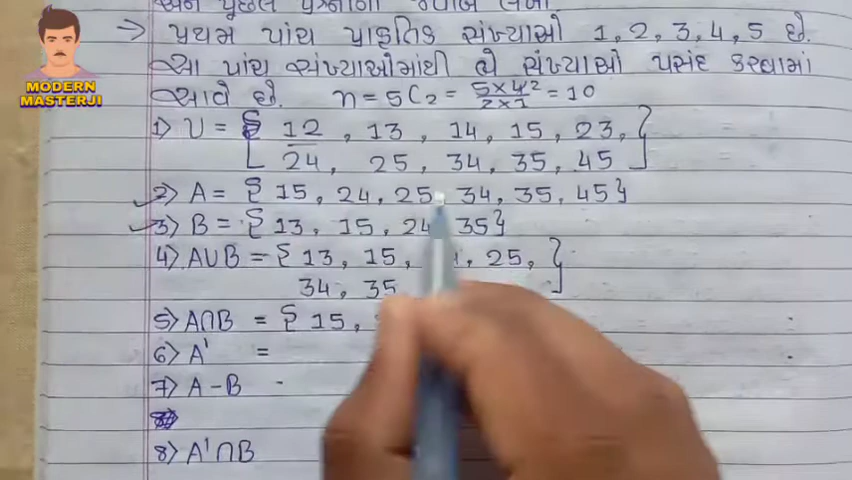 પ્રથમ પાંચ પ્રાકૃતિક સંખ્યાઓ 1, 2, 3, 4, 5 છે.
આ પાંચ સંખ્યાઓમાંથી બે સંખ્યાઓ પસંદ કરવામાં
આવે છે. n = 5C2 = 5×4² / 2×1 = 10
1) U = { 12, 13, 14, 15, 23,
24, 25, 34, 35, 45 }
2) A = { 15, 24, 25, 34, 35, 45 }
3) B = { 13, 15, 24, 35 }
4) A∪B = { 13, 15, 25,
34, 35 }
5) A∩B = { 15,
6) A' =
7) A - B -
8) A'∩B
MODERN
MASTERJI